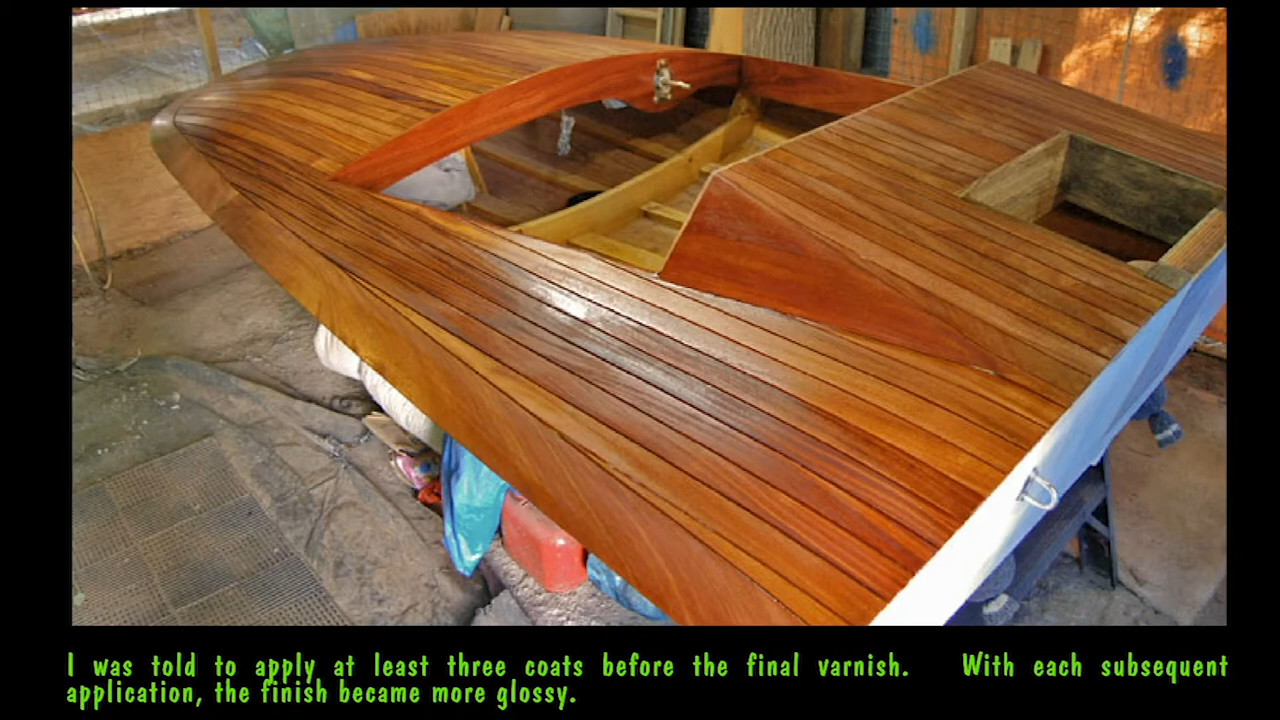 I was told to apply at least three coats before the final varnish. With each subsequent
application, the finish became more glossy.